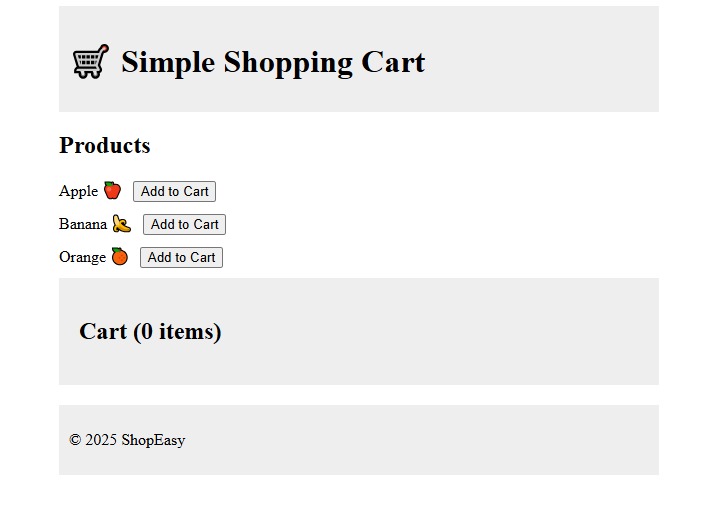 🛒 Simple Shopping Cart
Products
Apple 🍎 Add to Cart
Banana 🍌 Add to Cart
Orange 🍊 Add to Cart
Cart (0 items)
© 2025 ShopEasy